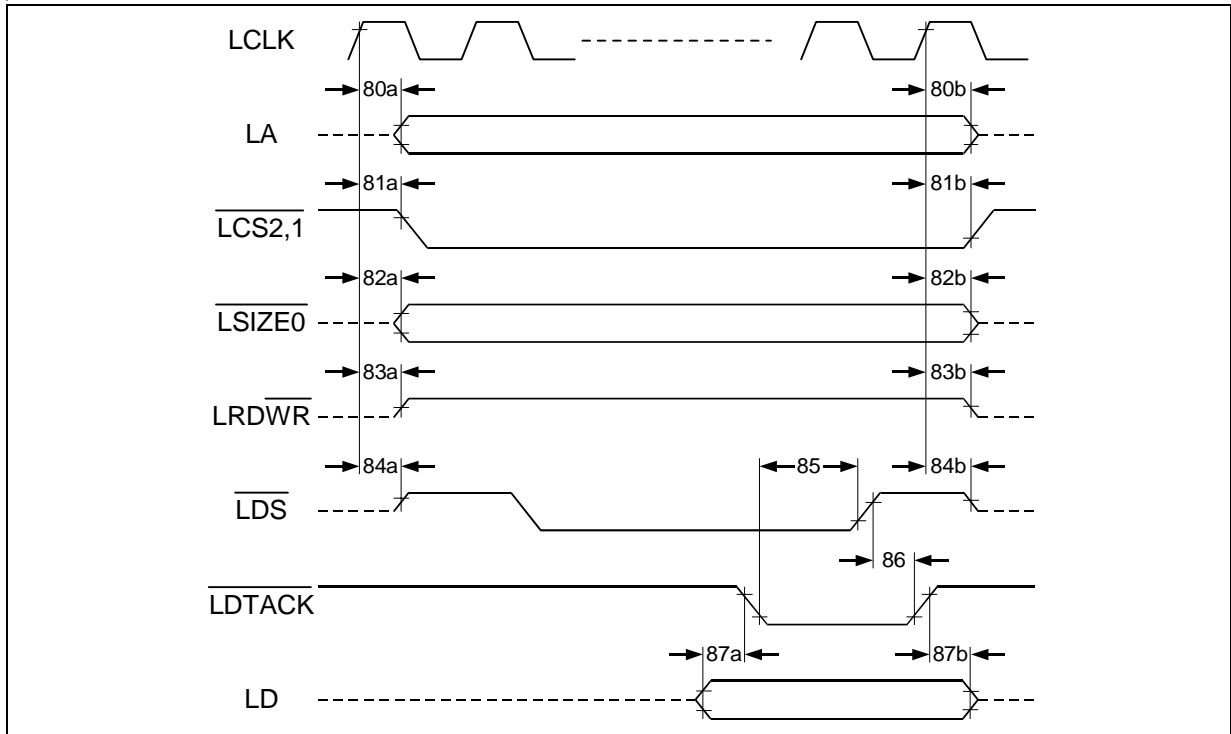 LCLK
80a 80b
LA
81a 81b
LCS2,1
82a 82b
LSIZE0
83a 83b
LRDWR
84a 85 84b
LDS
86
LDTACK
87a 87b
LD